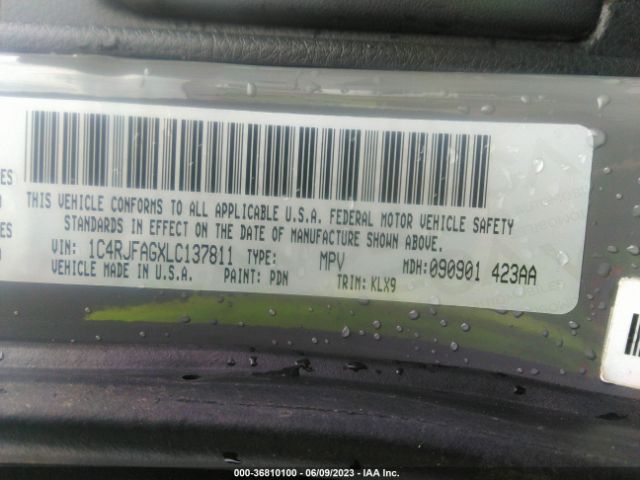 ES
THIS VEHICLE CONFORMS TO ALL APPLICABLE U.S.A. FEDERAL MOTOR VEHICLE SAFETY
STANDARDS IN EFFECT ON THE DATE OF MANUFACTURE SHOWN ABOVE.
ES
VIN: 1C4RJFAGXLC137811 TYPE: MPV MDH: 090901 423AA
VEHICLE MADE IN U.S.A. PAINT: PDN TRIM: KLX9
000-36810100 - 06/09/2023 - IAA Inc.